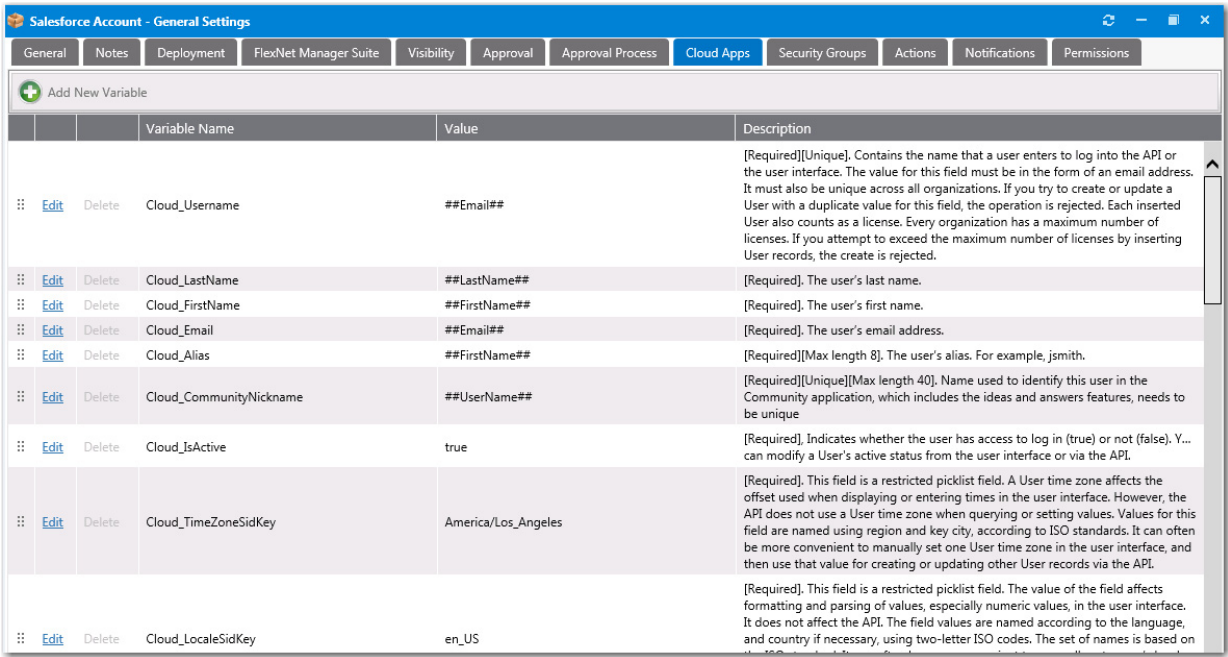 Salesforce Account - General Settings
General Notes Deployment FlexNet Manager Suite Visibility Approval Approval Process Cloud Apps Security Groups Actions Notifications Permissions
Add New Variable
Variable Name Value Description
[Required][Unique]. Contains the name that a user enters to log into the API or
the user interface. The value for this field must be in the form of an email address.
It must also be unique across all organizations. If you try to create or update a
Edit Delete Cloud_Username ##Email## User with a duplicate value for this field, the operation is rejected. Each inserted
User also counts as a license. Every organization has a maximum number of
licenses. If you attempt to exceed the maximum number of licenses by inserting
User records, the create is rejected.
Edit Delete Cloud_LastName ##LastName## [Required]. The user's last name.
Edit Delete Cloud_FirstName ##FirstName## [Required]. The user's first name.
Edit Delete Cloud_Email ##Email## [Required]. The user's email address.
Edit Delete Cloud_Alias ##FirstName## [Required][Max length 8]. The user's alias. For example, jsmith.
[Required][Unique][Max length 40]. Name used to identify this user in the
Edit Delete Cloud_CommunityNickname ##UserName## Community application, which includes the ideas and answers features, needs to
be unique
[Required], Indicates whether the user has access to log in (true) or not (false). Y...
Edit Delete Cloud_IsActive true can modify a User's active status from the user interface or via the API.
[Required]. This field is a restricted picklist field. A User time zone affects the
offset used when displaying or entering times in the user interface. However, the
API does not use a User time zone when querying or setting values. Values for this
Edit Delete Cloud_TimeZoneSidKey America/Los_Angeles field are named using region and key city, according to ISO standards. It can often
be more convenient to manually set one User time zone in the user interface, and
then use that value for creating or updating other User records via the API.
[Required]. This field is a restricted picklist field. The value of the field affects
formatting and parsing of values, especially numeric values, in the user interface.
It does not affect the API. The field values are named according to the language,
Edit Delete Cloud_LocaleSidKey en_US and country if necessary, using two-letter ISO codes. The set of names is based on